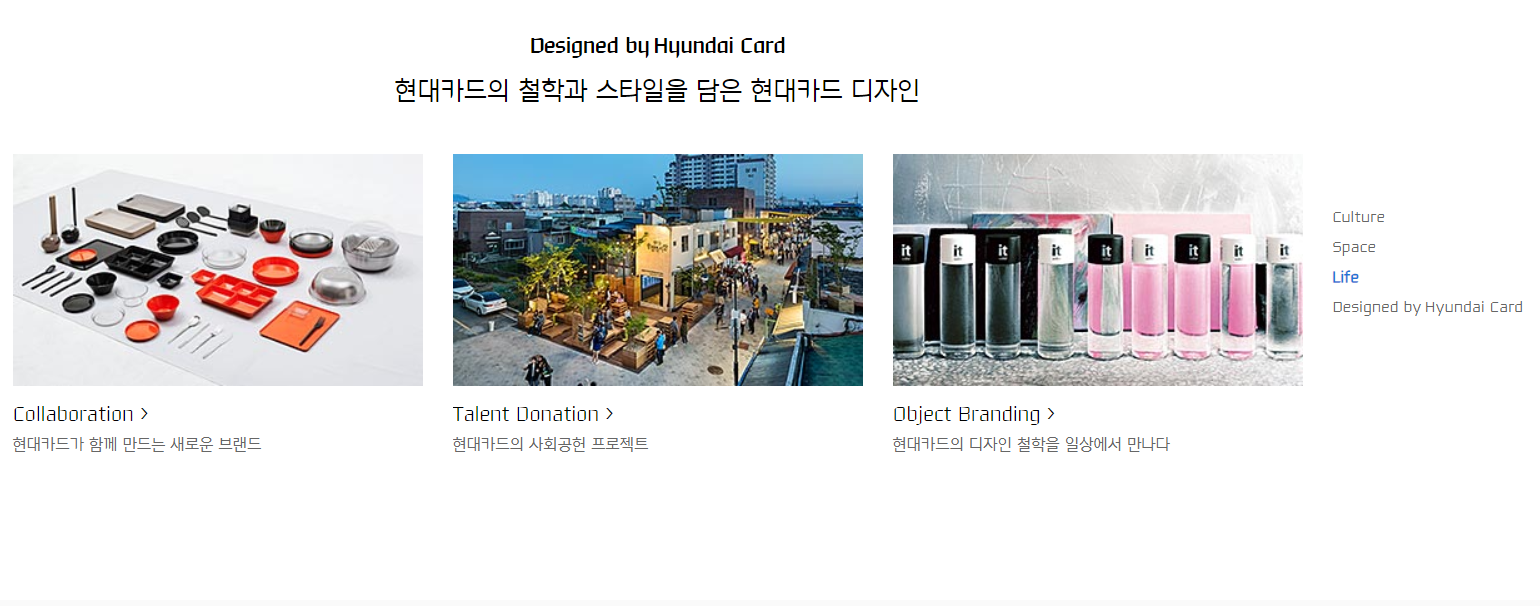 Designed by Hyundai Card
현대카드의 철학과 스타일을 담은 현대카드 디자인
it it it it it it it it
Collaboration >
현대카드가 함께 만드는 새로운 브랜드
Talent Donation >
현대카드의 사회공헌 프로젝트
Object Branding >
현대카드의 디자인 철학을 일상에서 만나다
Culture
Space
Life
Designed by Hyundai Card